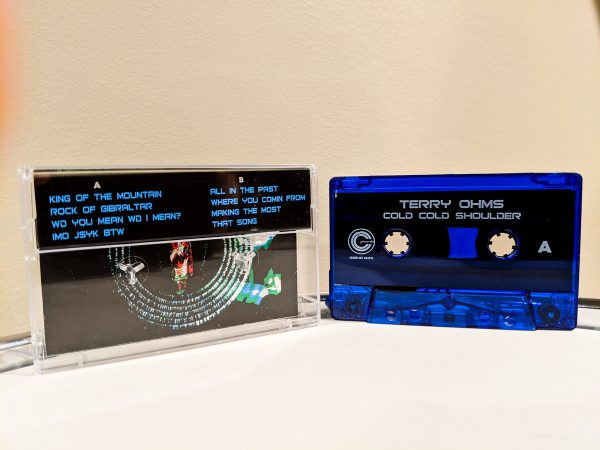 A
KING OF THE MOUNTAIN
ROCK OF GIBRALTAR
WD YOU MEAN WD I MEAN?
IMO JSYK BTW
B
ALL IN THE PAST
WHERE YOU COMIN FROM
MAKING THE MOST
THAT SONG
TERRY OHMS
COLD COLD SHOULDER
A